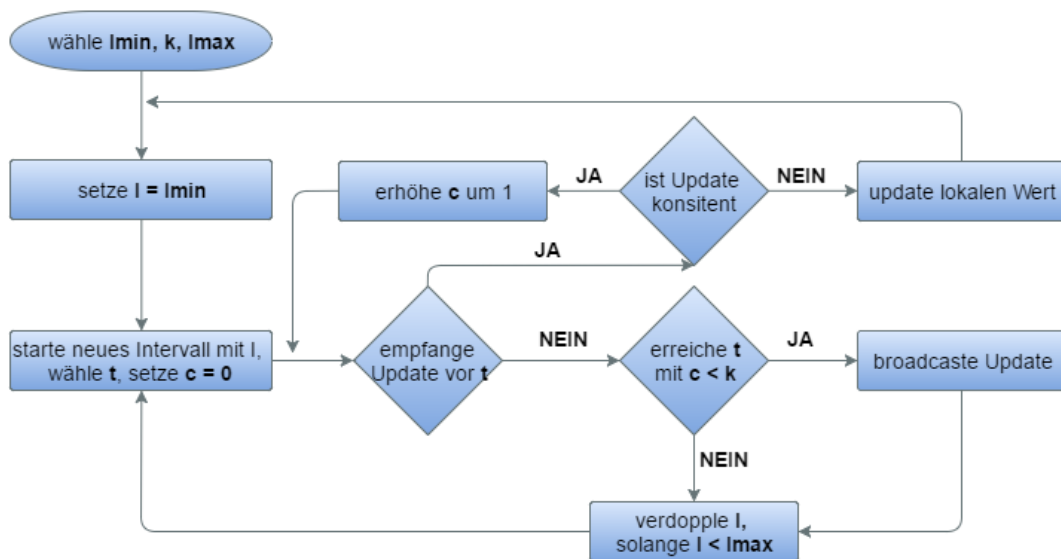 wähle Imin, k, Imax
setze I = Imin
erhöhe c um 1
JA
ist Update
konsitent
NEIN
update lokalen Wert
JA
starte neues Intervall mit I,
wähle t, setze c = 0
empfange
Update vor t
NEIN
erreiche t
mit c < k
JA
broadcaste Update
NEIN
verdopple I,
solange I < Imax